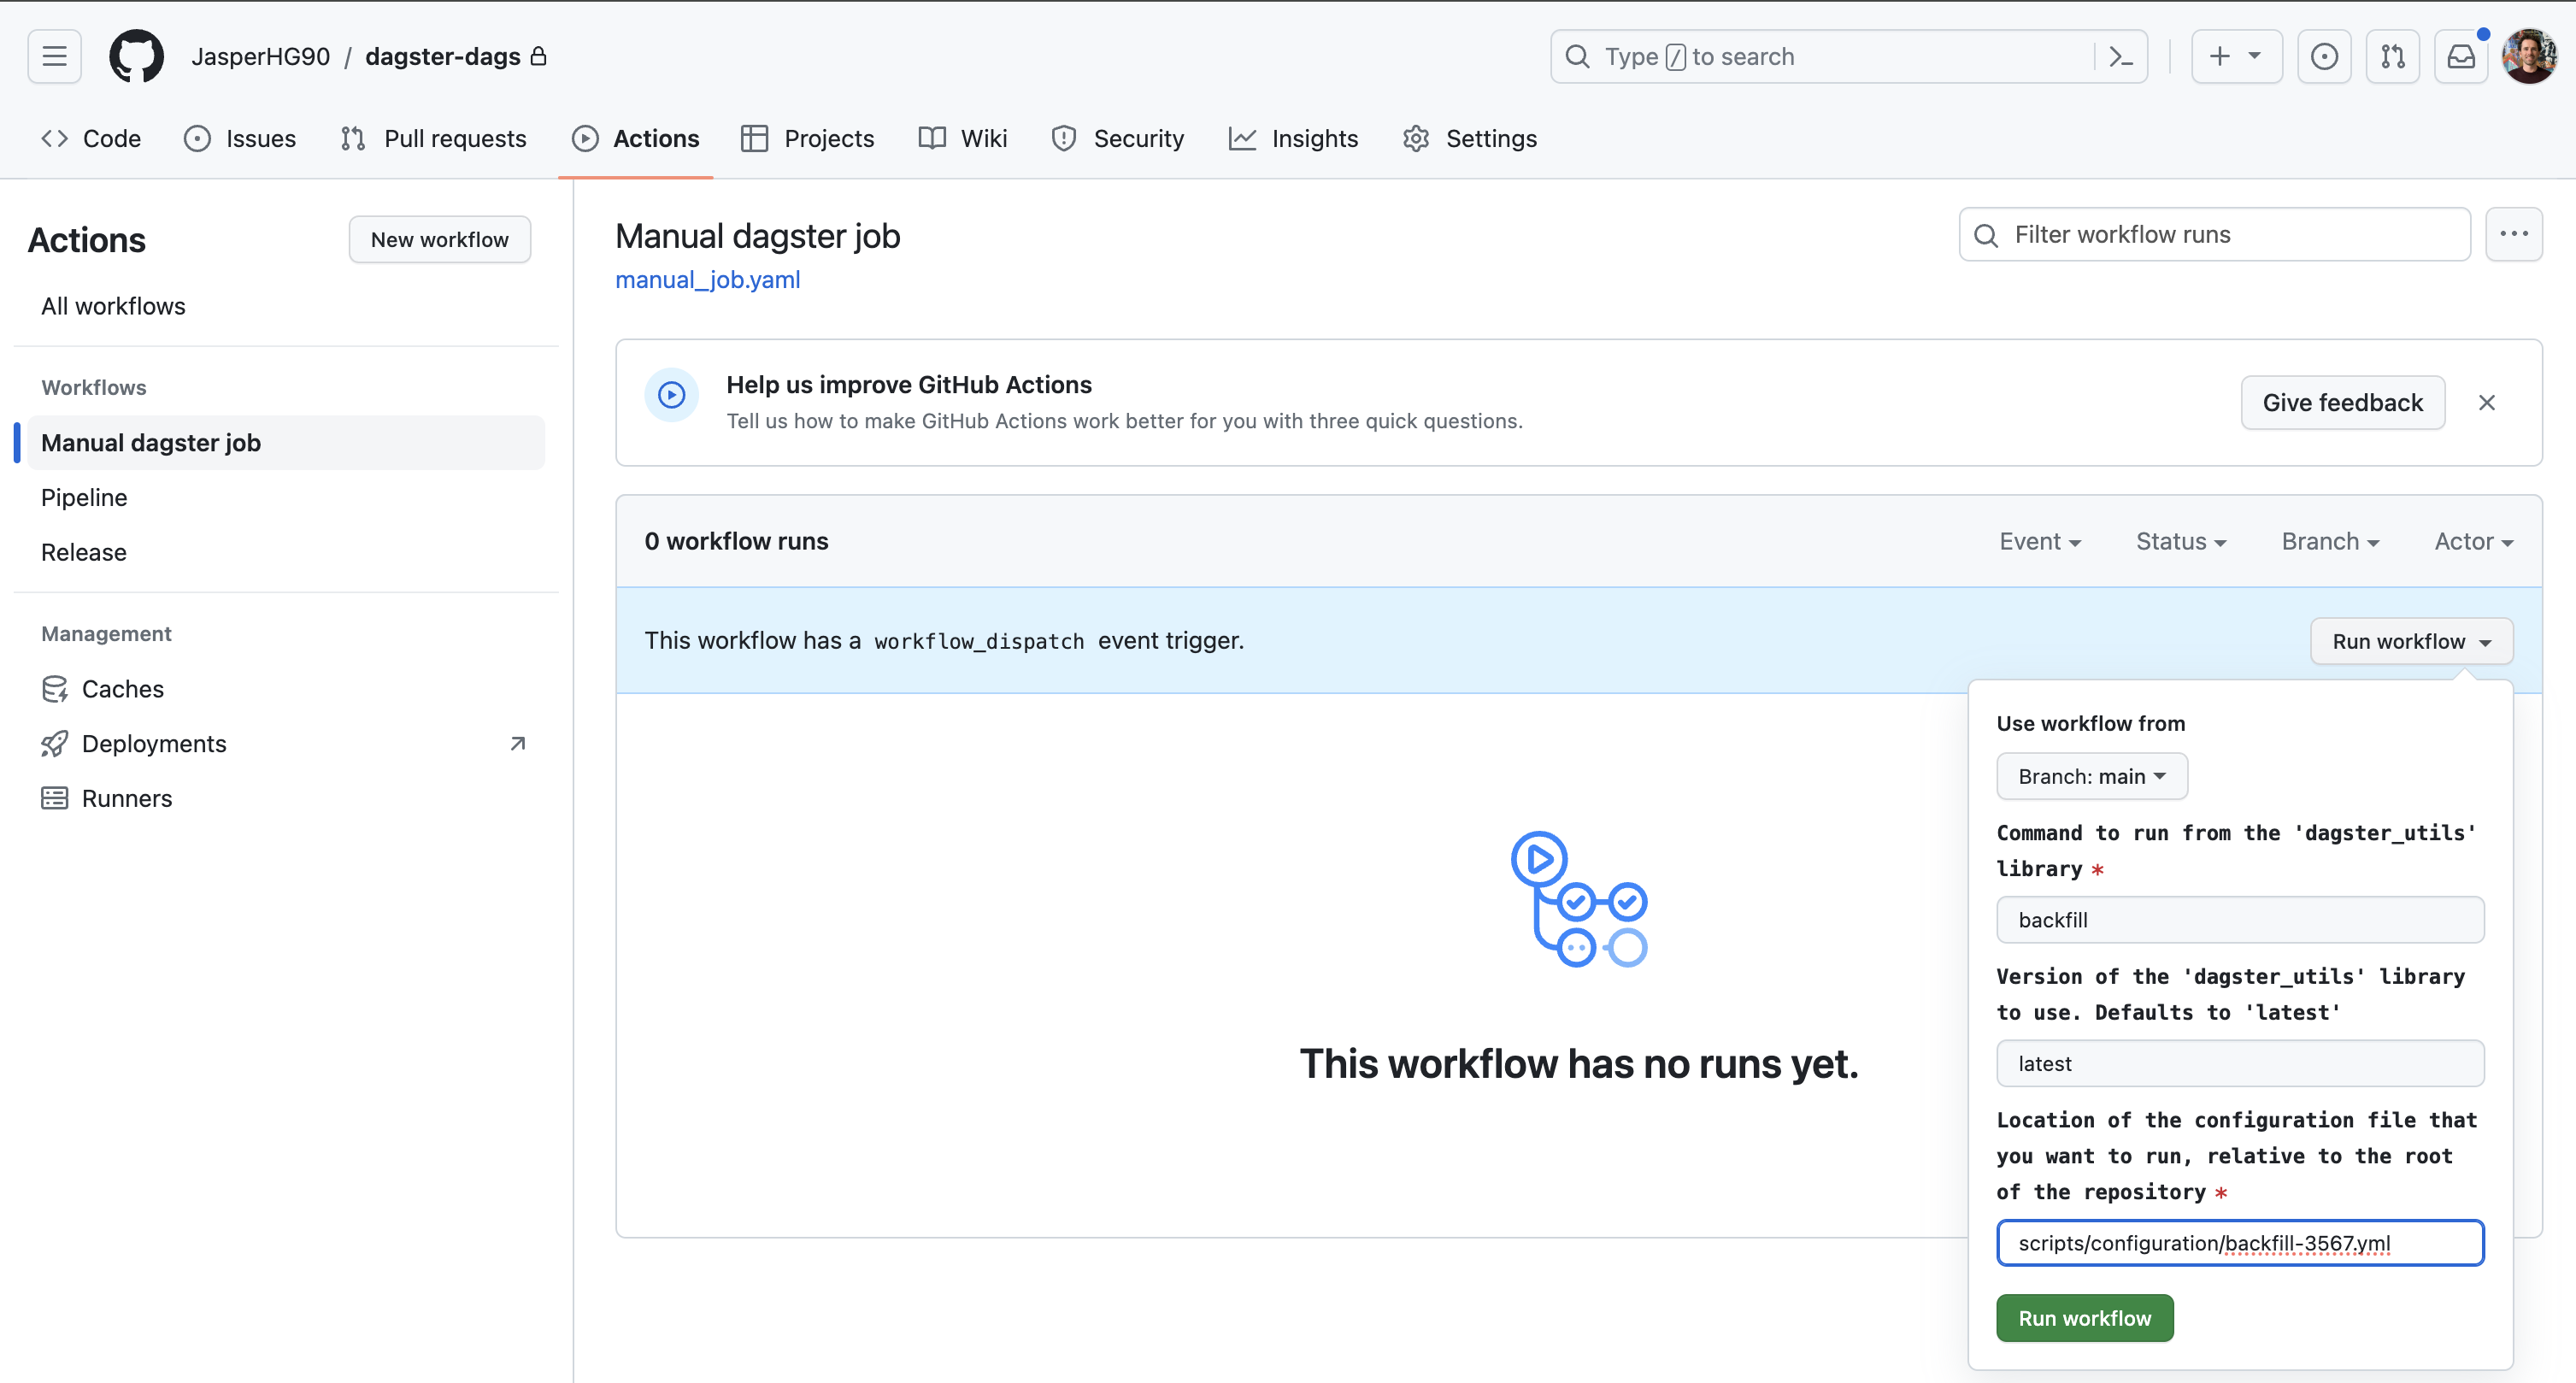 JasperHG90 / dagster-dags
Type / to search
Code
Issues
Pull requests
Actions
Projects
Wiki
Security
Insights
Settings
Actions
New workflow
All workflows
Workflows
Manual dagster job
Pipeline
Release
Management
Caches
Deployments
Runners
Manual dagster job
manual_job.yaml
Filter workflow runs
Help us improve GitHub Actions
Tell us how to make GitHub Actions work better for you with three quick questions.
Give feedback
0 workflow runs
Event
Status
Branch
Actor
This workflow has a workflow_dispatch event trigger.
Run workflow
This workflow has no runs yet.
Use workflow from
Branch: main
Command to run from the 'dagster_utils'
library *
backfill
Version of the 'dagster_utils' library
to use. Defaults to 'latest'
latest
Location of the configuration file that
you want to run, relative to the root
of the repository *
scripts/configuration/backfill-3567.yml
Run workflow